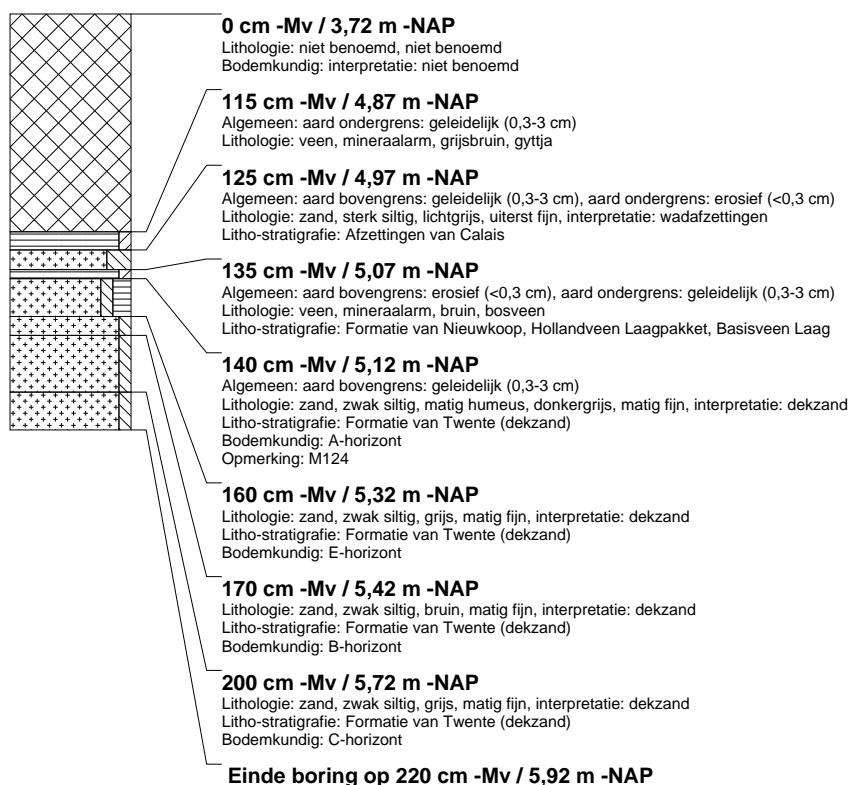 0 cm -Mv / 3,72 m -NAP
Lithologie: niet benoemd, niet benoemd
Bodemkundig: interpretatie: niet benoemd
115 cm -Mv / 4,87 m -NAP
Algemeen: aard ondergrens: geleidelijk (0,3-3 cm)
Lithologie: veen, mineraalarm, grijsbruin, gyttja
125 cm -Mv / 4,97 m -NAP
Algemeen: aard bovengrens: geleidelijk (0,3-3 cm), aard ondergrens: erosief (<0,3 cm)
Lithologie: zand, sterk siltig, lichtgrijs, uiterst fijn, interpretatie: wadafzettingen
Litho-stratigrafie: Afzettingen van Calais
135 cm -Mv / 5,07 m -NAP
Algemeen: aard bovengrens: erosief (<0,3 cm), aard ondergrens: geleidelijk (0,3-3 cm)
Lithologie: veen, mineraalarm, bruin, bosveen
Litho-stratigrafie: Formatie van Nieuwkoop, Hollandveen Laagpakket, Basisveen Laag
140 cm -Mv / 5,12 m -NAP
Algemeen: aard bovengrens: geleidelijk (0,3-3 cm)
Lithologie: zand, zwak siltig, matig humeus, donkergrijs, matig fijn, interpretatie: dekzand
Litho-stratigrafie: Formatie van Twente (dekzand)
Bodemkundig: A-horizont
Opmerking: M124
160 cm -Mv / 5,32 m -NAP
Lithologie: zand, zwak siltig, grijs, matig fijn, interpretatie: dekzand
Litho-stratigrafie: Formatie van Twente (dekzand)
Bodemkundig: E-horizont
170 cm -Mv / 5,42 m -NAP
Lithologie: zand, zwak siltig, bruin, matig fijn, interpretatie: dekzand
Litho-stratigrafie: Formatie van Twente (dekzand)
Bodemkundig: B-horizont
200 cm -Mv / 5,72 m -NAP
Lithologie: zand, zwak siltig, grijs, matig fijn, interpretatie: dekzand
Litho-stratigrafie: Formatie van Twente (dekzand)
Bodemkundig: C-horizont
Einde boring op 220 cm -Mv / 5,92 m -NAP